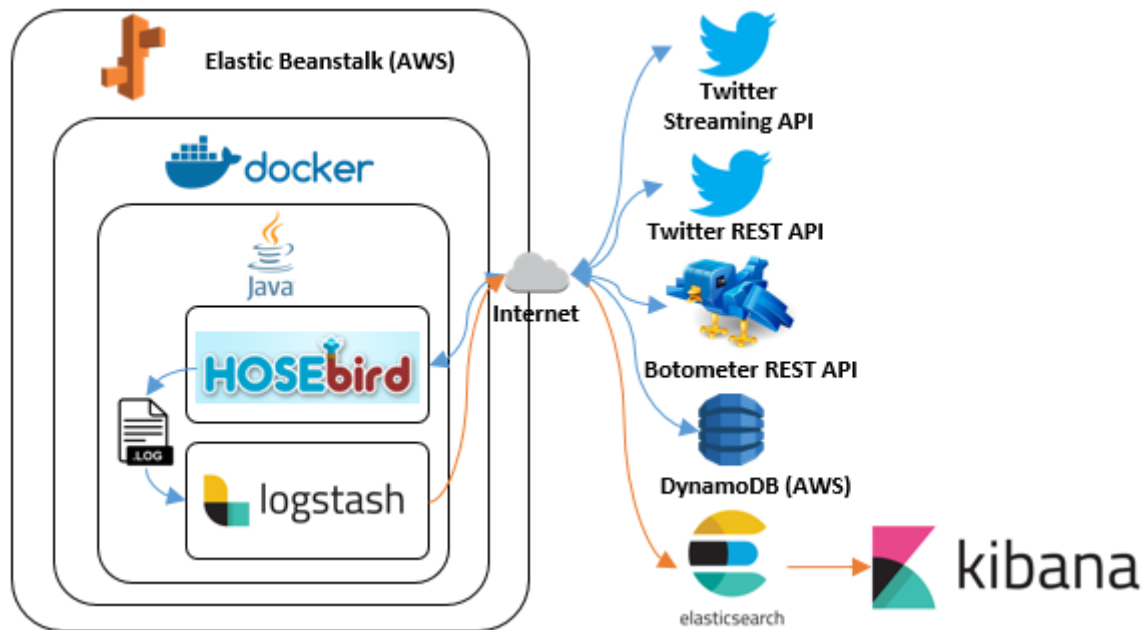 Elastic Beanstalk (AWS)
docker
Java
HOSEbird
.LOG
logstash
Internet
Twitter
Streaming API
Twitter REST API
Botometer REST API
DynamoDB (AWS)
elasticsearch
kibana